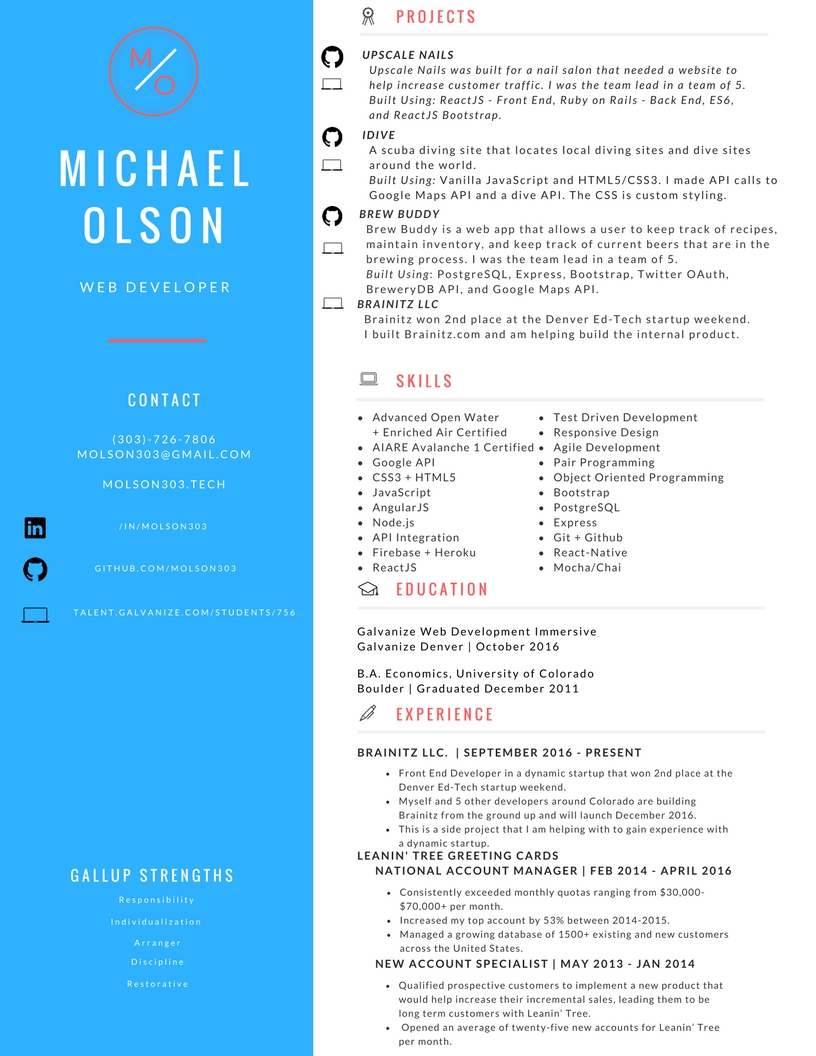 M
O
MICHAEL
OLSON
WEB DEVELOPER
CONTACT
(303)-726-7806
MOLSON303@GMAIL.COM
MOLSON303.TECH
in
/IN/MOLSON303
GITHUB.COM/MOLSON303
TALENT.GALVANIZE.COM/STUDENTS/756
GALLUP STRENGTHS
Responsibility
Individualization
Arranger
Discipline
Restorative
PROJECTS
UPSCALE NAILS
Upscale Nails was built for a nail salon that needed a website to
help increase customer traffic. I was the team lead in a team of 5.
Built Using: ReactJS - Front End, Ruby on Rails - Back End, ES6,
and ReactJS Bootstrap.
IDIVE
A scuba diving site that locates local diving sites and dive sites
around the world.
Built Using: Vanilla JavaScript and HTML5/CSS3. I made API calls to
Google Maps API and a dive API. The CSS is custom styling.
BREW BUDDY
Brew Buddy is a web app that allows a user to keep track of recipes,
maintain inventory, and keep track of current beers that are in the
brewing process. I was the team lead in a team of 5.
Built Using: PostgreSQL, Express, Bootstrap, Twitter OAuth,
BreweryDB API, and Google Maps API.
BRAINITZ LLC
Brainitz won 2nd place at the Denver Ed-Tech startup weekend.
I built Brainitz.com and am helping build the internal product.
SKILLS
• Advanced Open Water
+ Enriched Air Certified
• AIARE Avalanche 1 Certified
• Google API
• CSS3 + HTML5
• JavaScript
• AngularJS
• Node.js
• API Integration
• Firebase + Heroku
• ReactJS
• Test Driven Development
• Responsive Design
• Agile Development
• Pair Programming
• Object Oriented Programming
• Bootstrap
• PostgreSQL
• Express
• Git + Github
• React-Native
• Mocha/Chai
EDUCATION
Galvanize Web Development Immersive
Galvanize Denver | October 2016
B.A. Economics, University of Colorado
Boulder | Graduated December 2011
EXPERIENCE
BRAINITZ LLC. | SEPTEMBER 2016 - PRESENT
• Front End Developer in a dynamic startup that won 2nd place at the
Denver Ed-Tech startup weekend.
• Myself and 5 other developers around Colorado are building
Brainitz from the ground up and will launch December 2016.
• This is a side project that I am helping with to gain experience with
a dynamic startup.
LEANIN' TREE GREETING CARDS
NATIONAL ACCOUNT MANAGER | FEB 2014 - APRIL 2016
• Consistently exceeded monthly quotas ranging from $30,000-
$70,000+ per month.
• Increased my top account by 53% between 2014-2015.
• Managed a growing database of 1500+ existing and new customers
across the United States.
NEW ACCOUNT SPECIALIST | MAY 2013 - JAN 2014
• Qualified prospective customers to implement a new product that
would help increase their incremental sales, leading them to be
long term customers with Leanin’ Tree.
• Opened an average of twenty-five new accounts for Leanin’ Tree
per month.